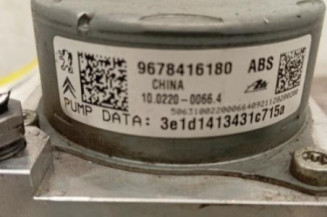 9678416180 ABS
CHINA
10.0220-0066.4
PUMP DATA: 3e1d1413431c715a